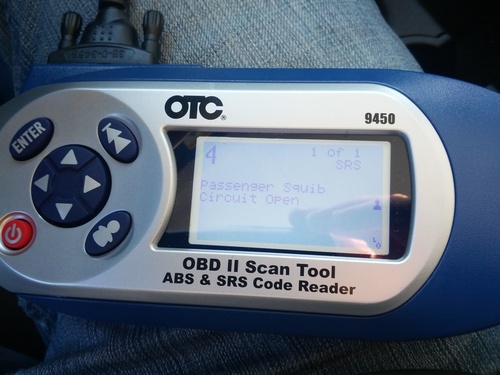 OTC®
9450
ENTER
4
1 of 1
SRS
Passenger Squib
Circuit Open
OBD II Scan Tool
ABS & SRS Code Reader